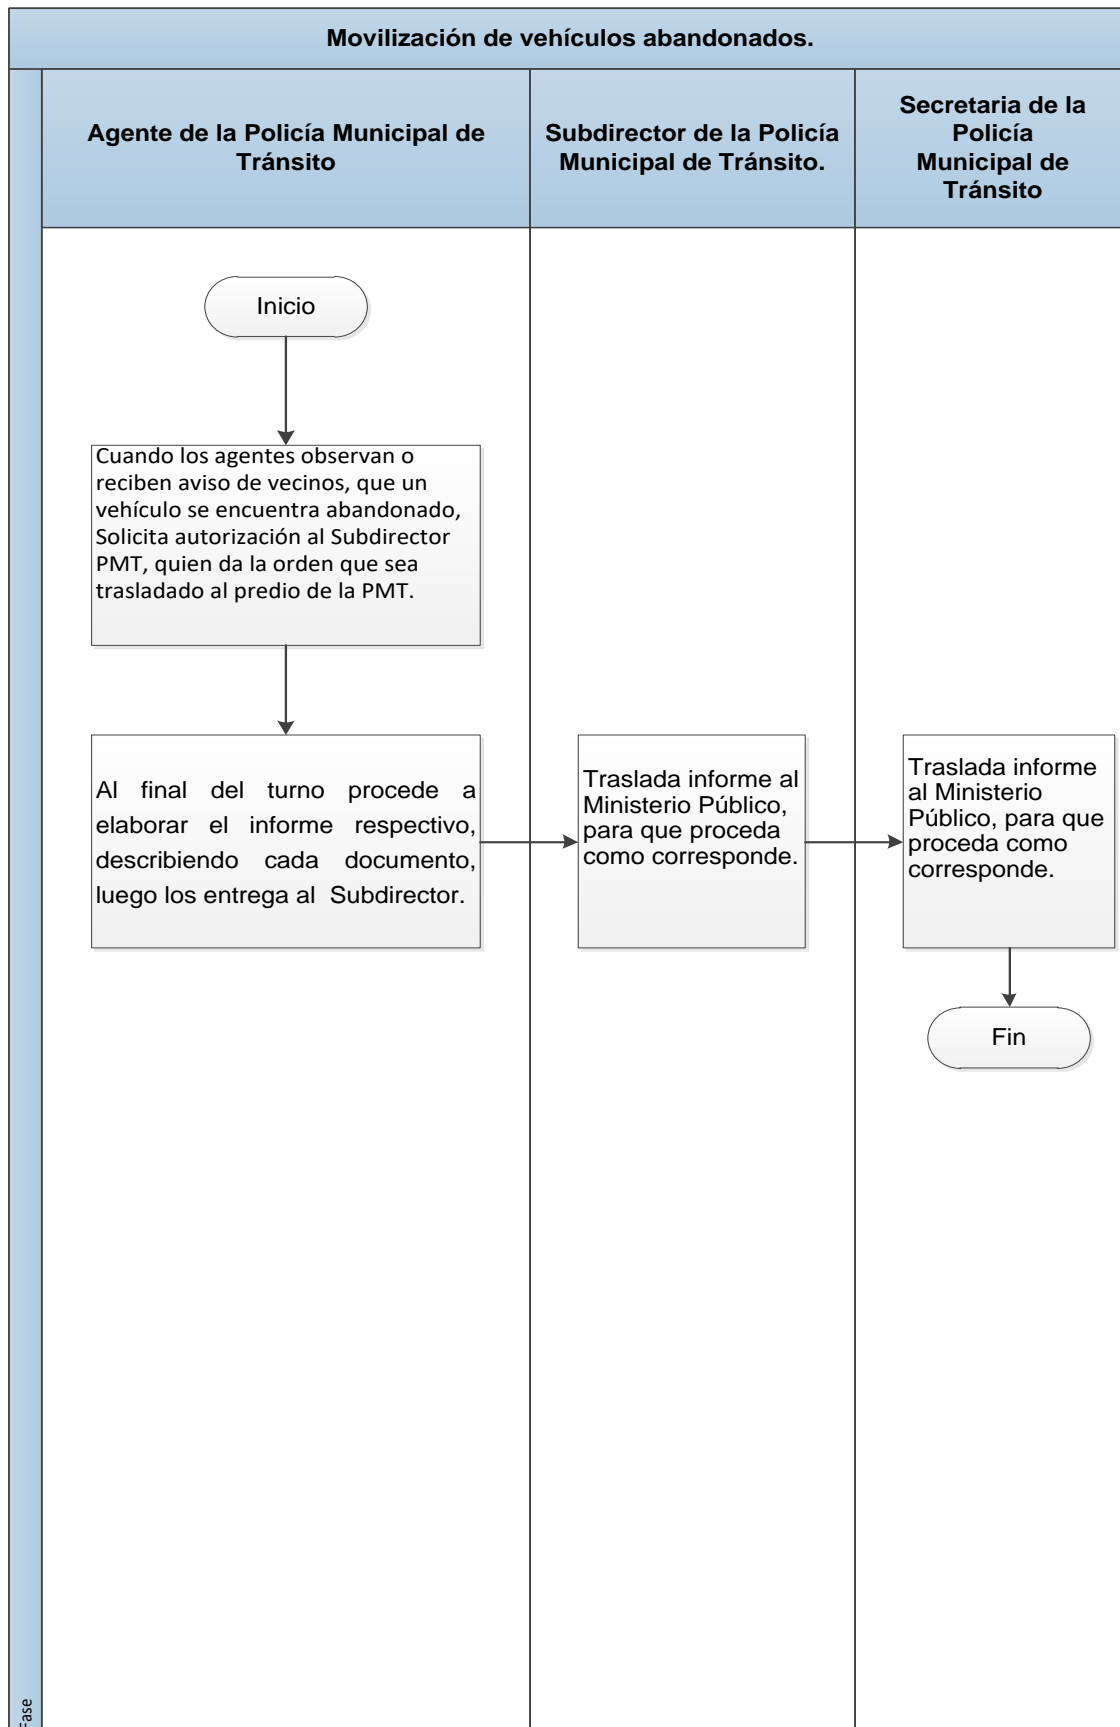 Movilización de vehículos abandonados.
Agente de la Policía Municipal de
Tránsito
Subdirector de la Policía
Municipal de Tránsito.
Secretaria de la
Policía
Municipal de
Tránsito
Inicio
Cuando los agentes observan o
reciben aviso de vecinos, que un
vehículo se encuentra abandonado,
Solicita autorización al Subdirector
PMT, quien da la orden que sea
trasladado al predio de la PMT.
Al final del turno procede a
elaborar el informe respectivo,
describiendo cada documento,
luego los entrega al Subdirector.
Traslada informe al
Ministerio Público,
para que proceda
como corresponde.
Traslada informe
al Ministerio
Público, para que
proceda como
corresponde.
Fin
Fase